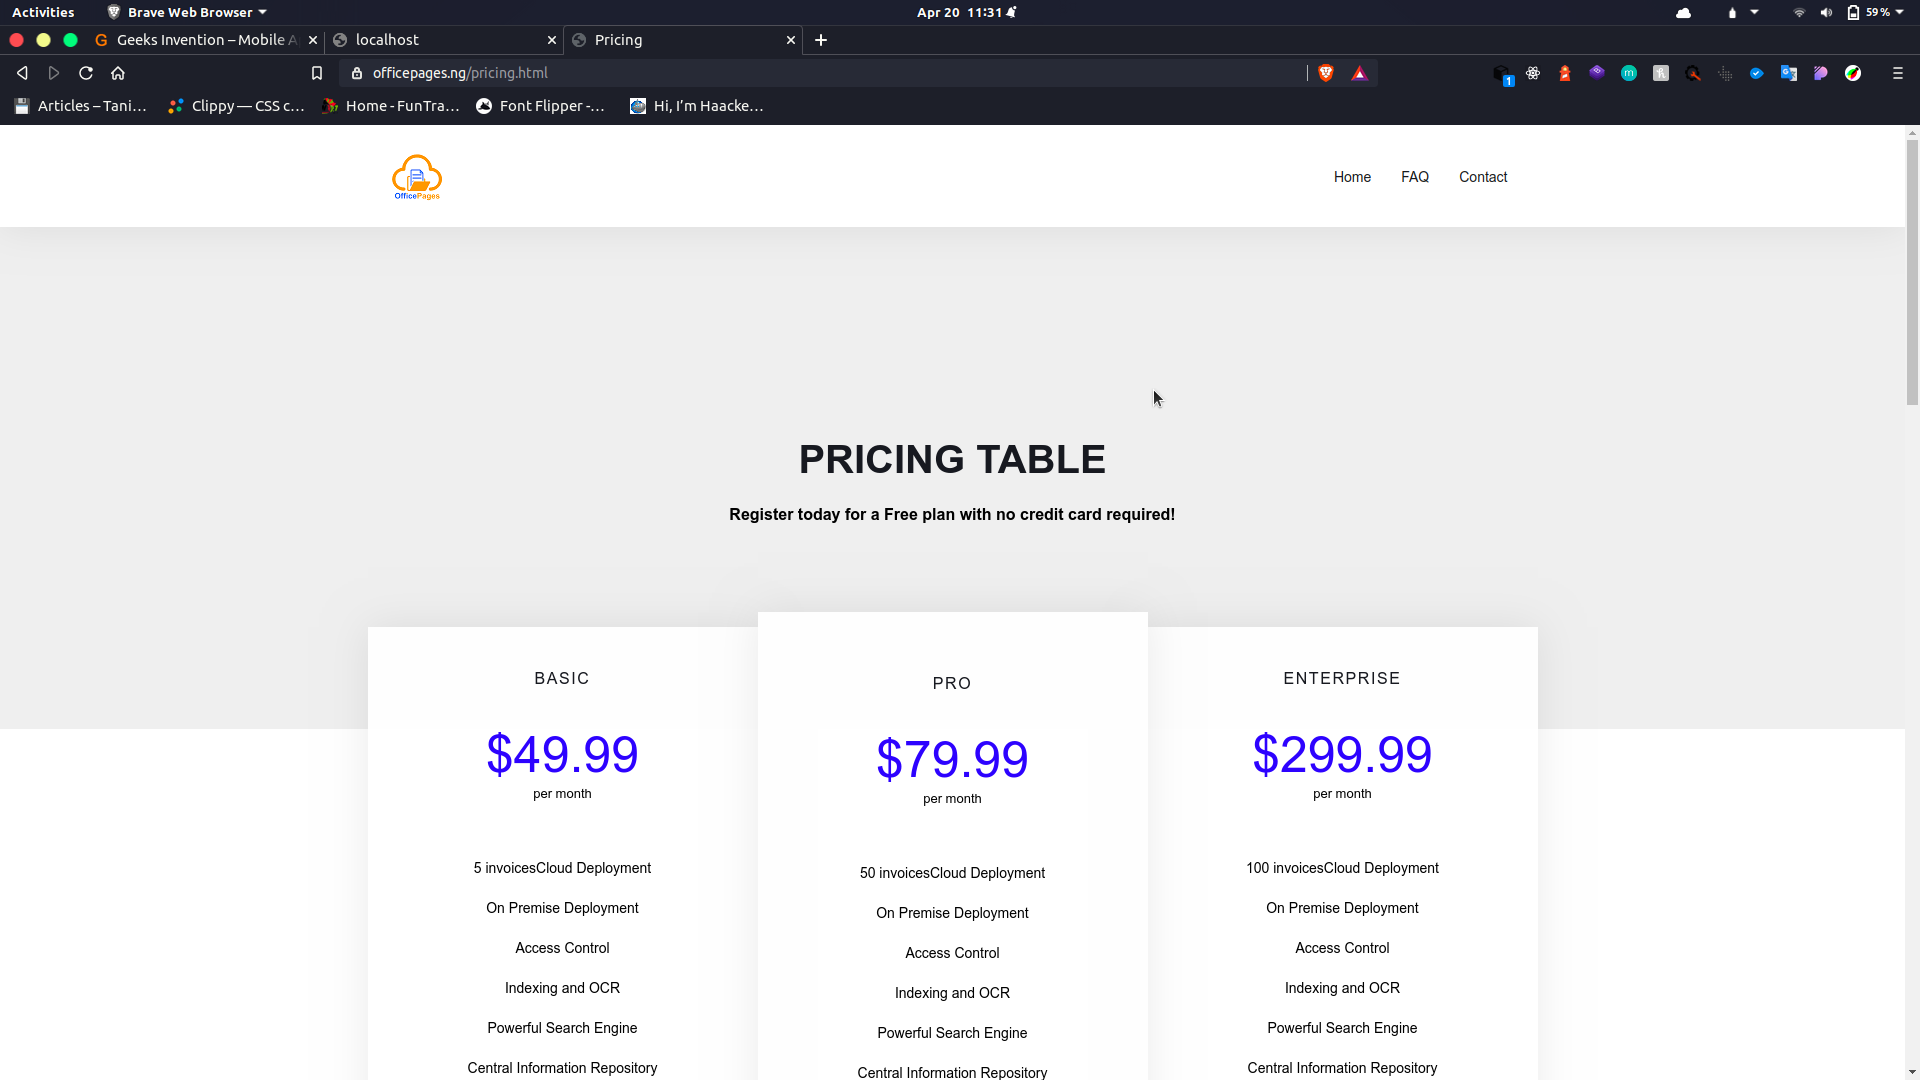 Activities Brave Web Browser Apr 20 11:31 59 %
Geeks Invention – Mobile A localhost Pricing
officepages.ng/pricing.html 1
Articles – Tani… Clippy — CSS c… Home - FunTra… Font Flipper -… Hi, I’m Haacke…
OfficePages
Home FAQ Contact
PRICING TABLE
Register today for a Free plan with no credit card required!
BASIC
$49.99
per month
5 invoicesCloud Deployment
On Premise Deployment
Access Control
Indexing and OCR
Powerful Search Engine
Central Information Repository
PRO
$79.99
per month
50 invoicesCloud Deployment
On Premise Deployment
Access Control
Indexing and OCR
Powerful Search Engine
Central Information Repository
ENTERPRISE
$299.99
per month
100 invoicesCloud Deployment
On Premise Deployment
Access Control
Indexing and OCR
Powerful Search Engine
Central Information Repository